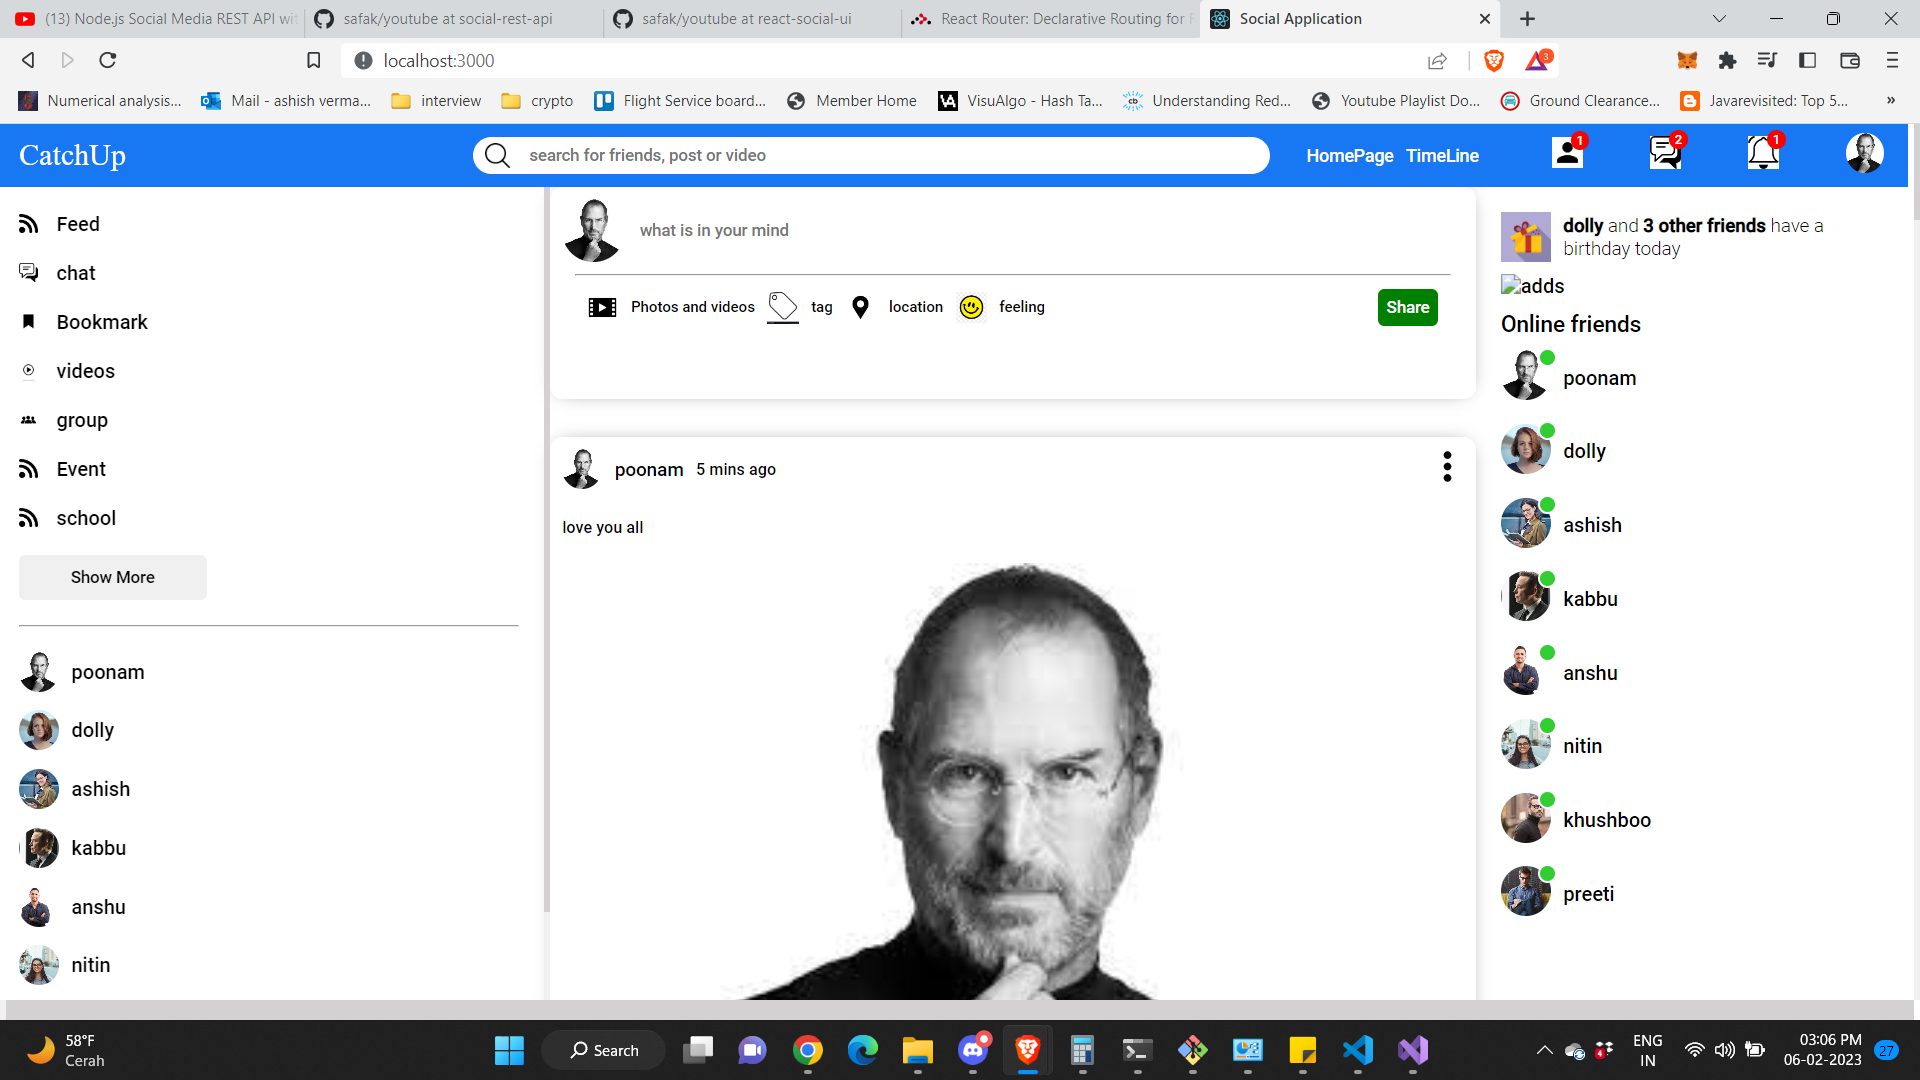 (13) Node.js Social Media REST API wit
safak/youtube at social-rest-api
safak/youtube at react-social-ui
React Router: Declarative Routing for R
Social Application
localhost:3000
3
Numerical analysis...
Mail - ashish verma...
interview
crypto
Flight Service board...
Member Home
VA
VisuAlgo - Hash Ta...
cb
Understanding Red...
Youtube Playlist Do...
Ground Clearance...
Javarevisited: Top 5...
»
CatchUp
search for friends, post or video
HomePage
TimeLine
1
2
1
Feed
chat
Bookmark
videos
group
Event
school
Show More
poonam
dolly
ashish
kabbu
anshu
nitin
what is in your mind
Photos and videos
tag
location
feeling
Share
poonam 5 mins ago
love you all
dolly and 3 other friends have a
birthday today
adds
Online friends
poonam
dolly
ashish
kabbu
anshu
nitin
khushboo
preeti
58°F
Cerah
Search
4
ENG
IN
03:06 PM
06-02-2023
27